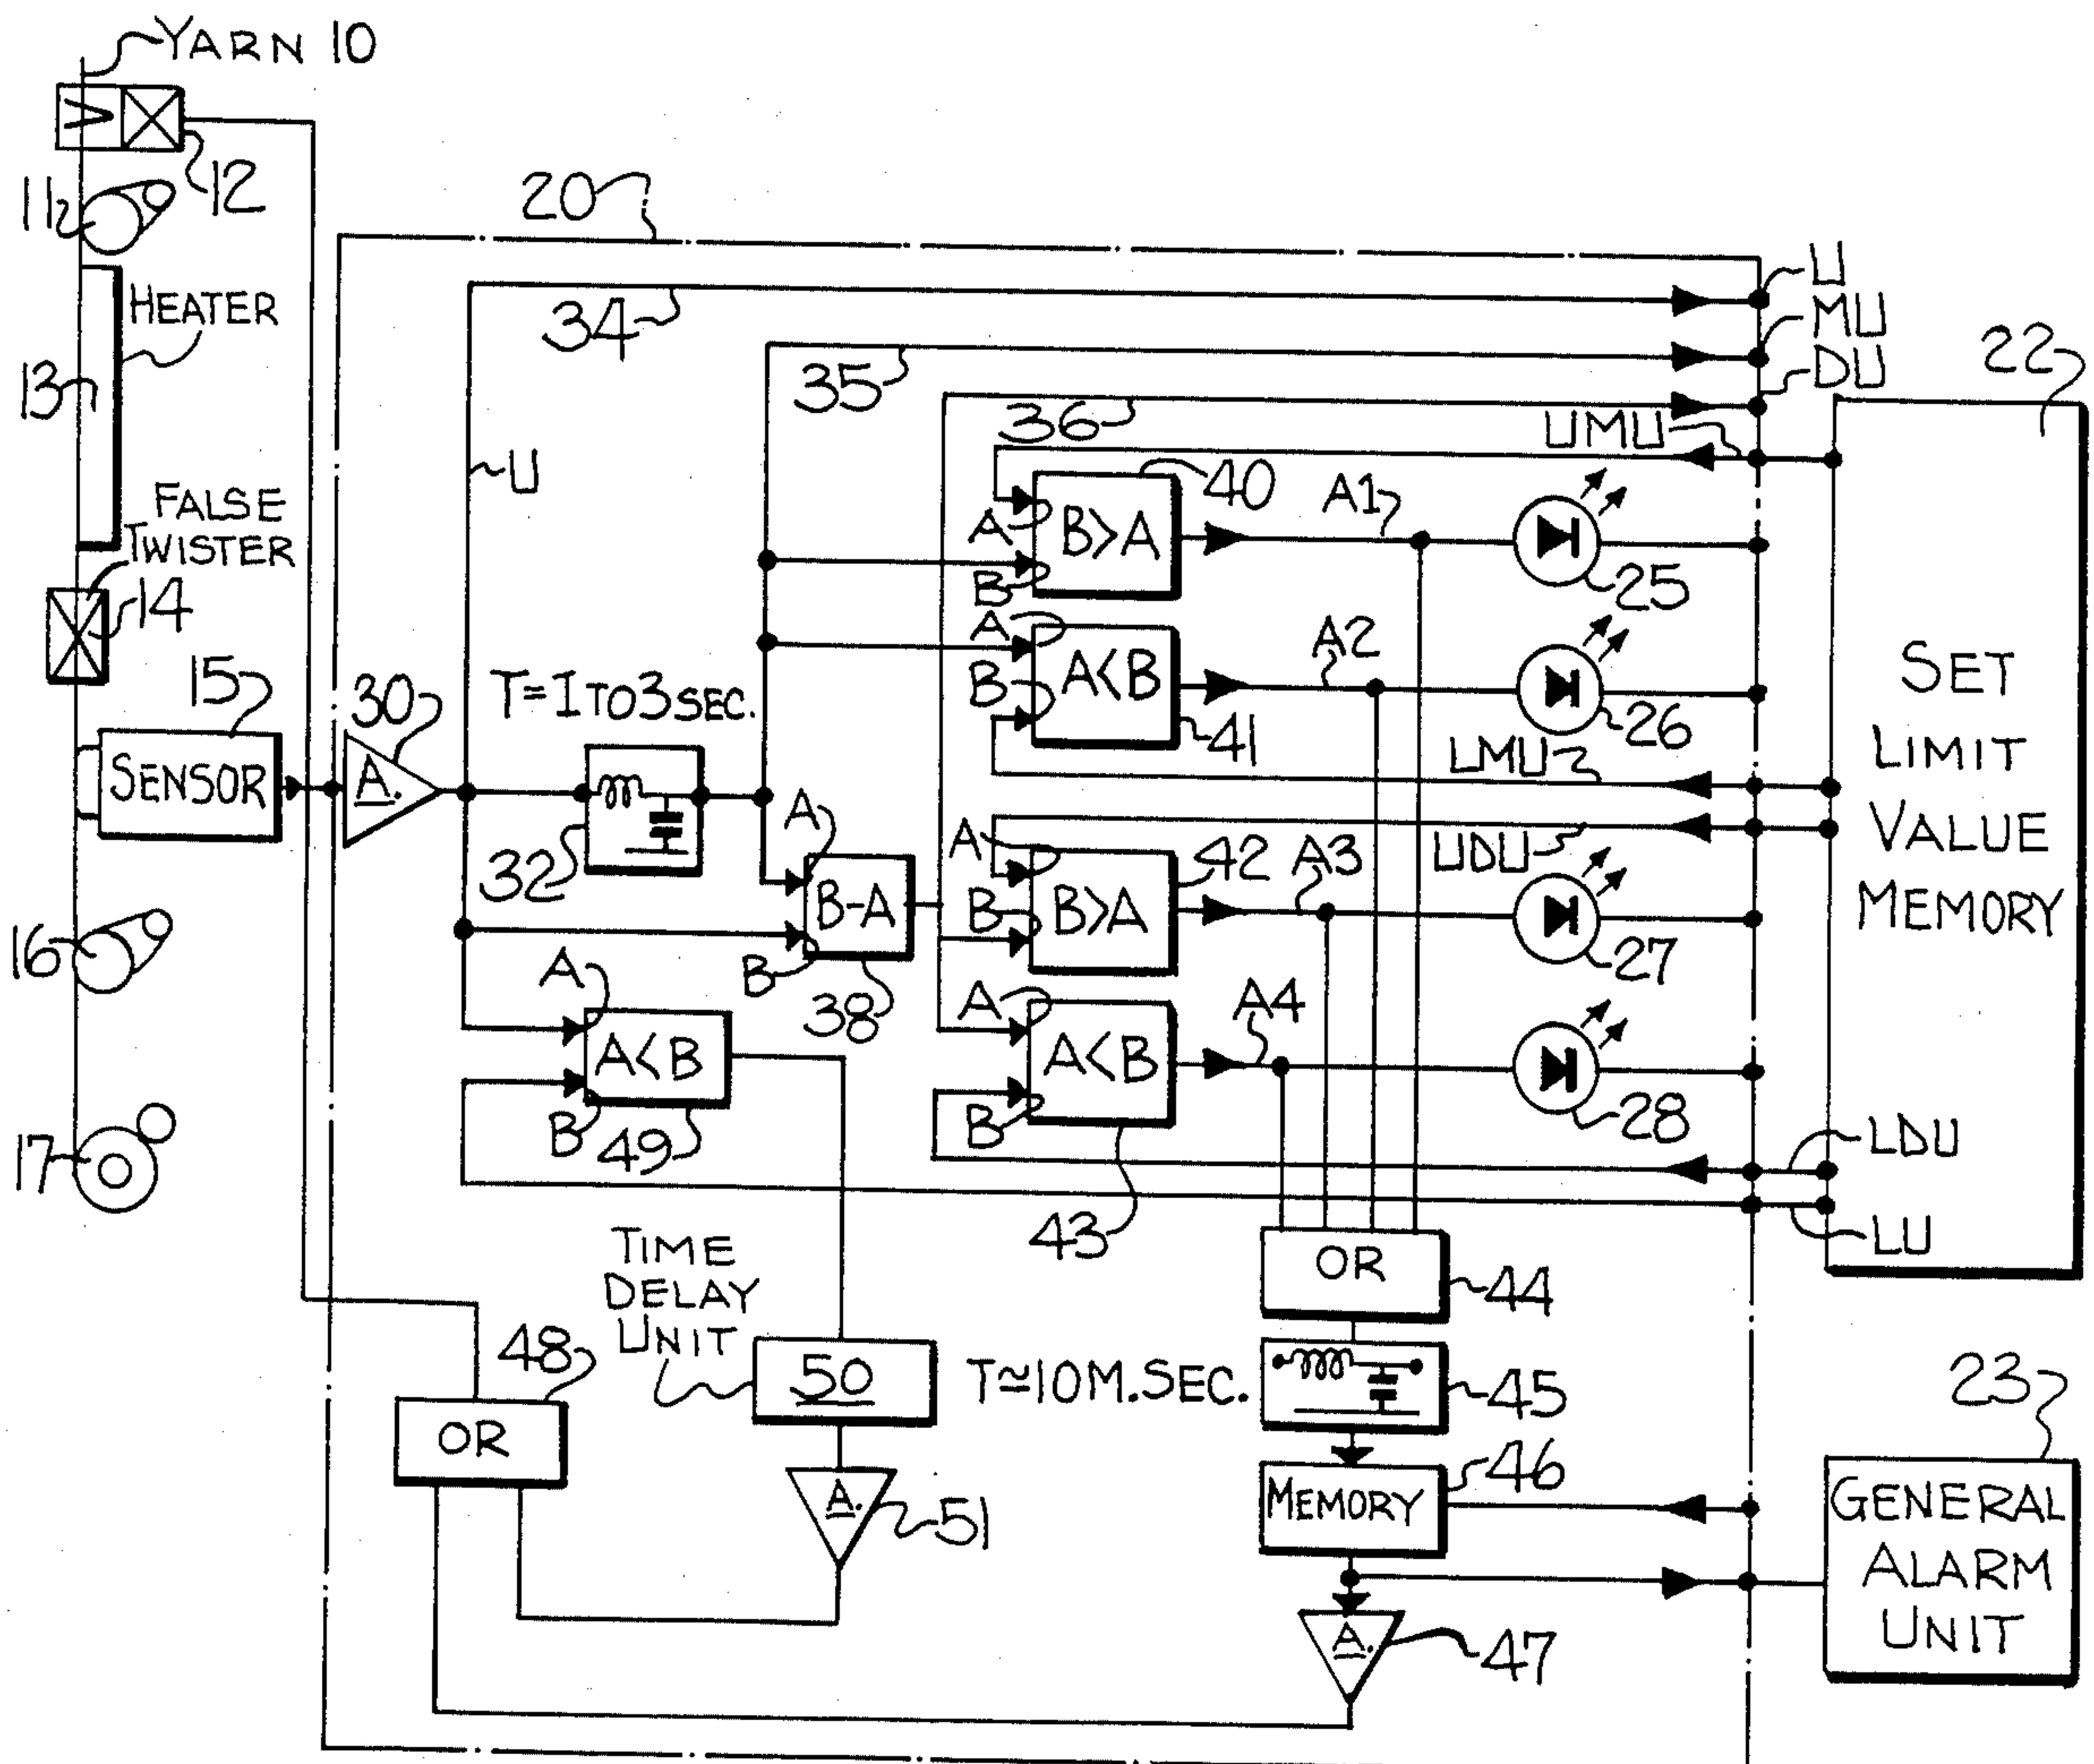 YARN 10
12
11
20
U
MU
DU
34
22
HEATER
35
13
36
UMU
U
40
A1
FALSE
TWISTER
A
B>A
B
25
14
A
A2
SET
LIMIT
VALUE
MEMORY
15
30
T=1 TO 3 SEC.
B
A<B
41
26
LMU
SENSOR
A.
A
A
UDU
32
B-A
42
A3
B
B>A
16
B
38
27
A
A
A4
A<B
A<B
B
49
B
28
17
LDU
43
LU
TIME
DELAY
UNIT
OR
44
48
50
T≃10 M.SEC.
45
23
OR
46
MEMORY
GENERAL
ALARM
UNIT
A.
51
A.
47